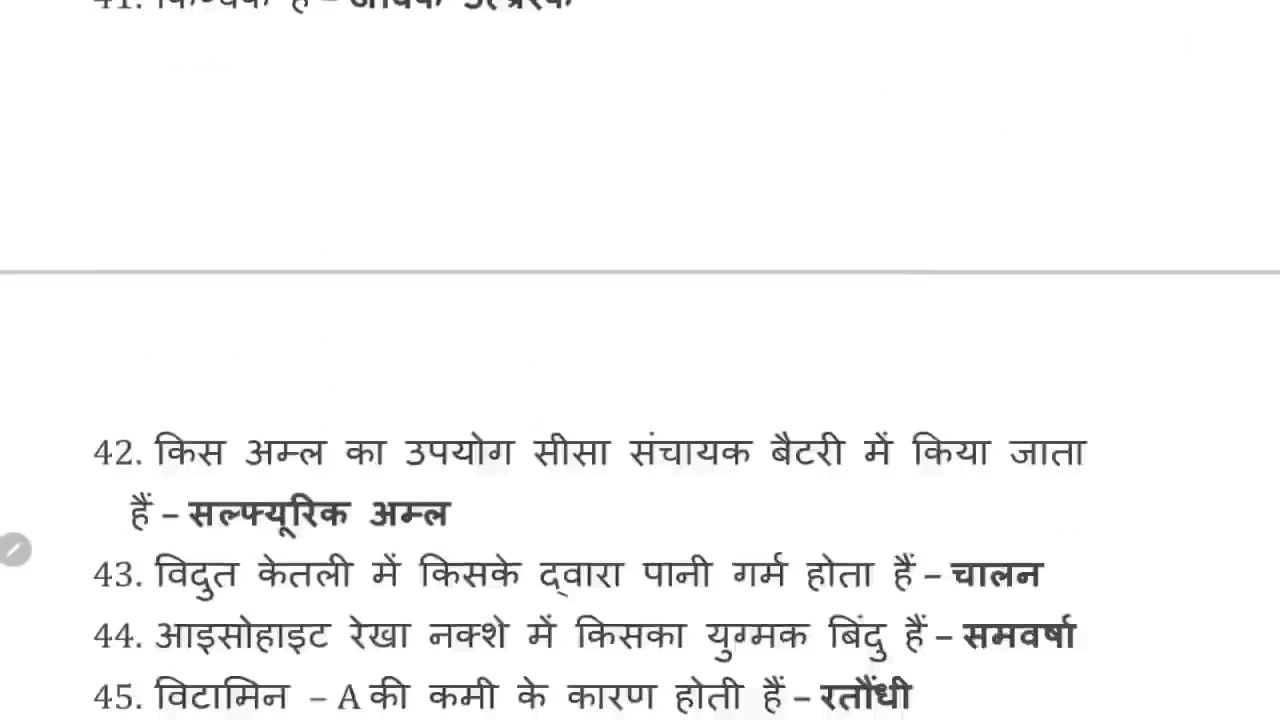 42. किस अम्ल का उपयोग सीसा संचायक बैटरी में किया जाता
हैं – सल्फ्यूरिक अम्ल
43. विदुत केतली में किसके द्वारा पानी गर्म होता हैं – चालन
44. आइसोहाइट रेखा नक्शे में किसका युग्मक बिंदु हैं – समवर्षा
45. विटामिन – A की कमी के कारण होती हैं – रतौंधी